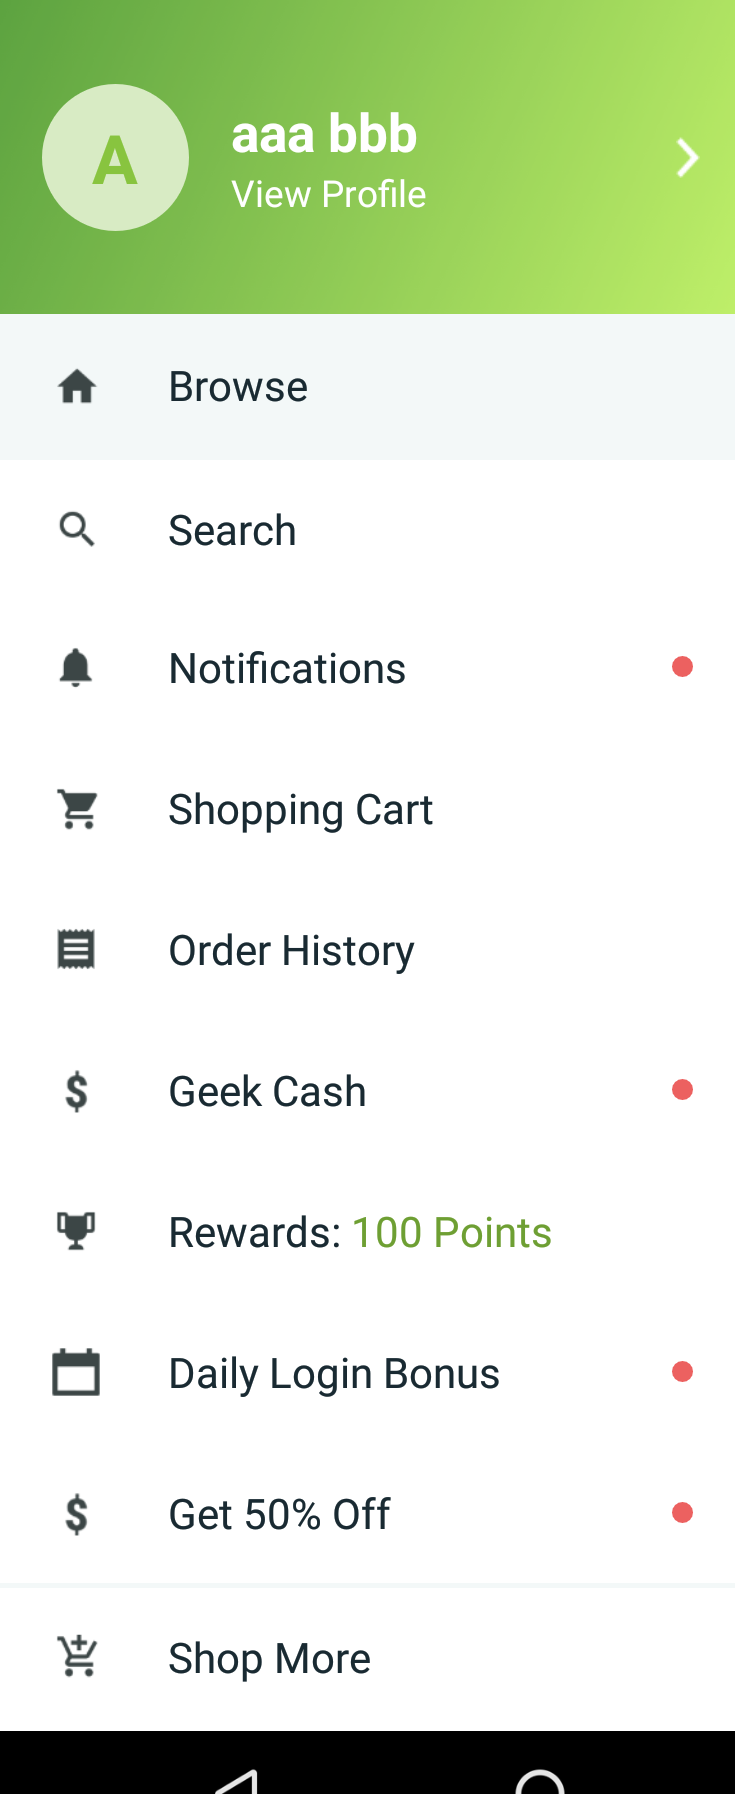 A
aaa bbb
View Profile
Browse
Search
Notifications
Shopping Cart
Order History
$ Geek Cash
Rewards: 100 Points
Daily Login Bonus
$ Get 50% Off
Shop More